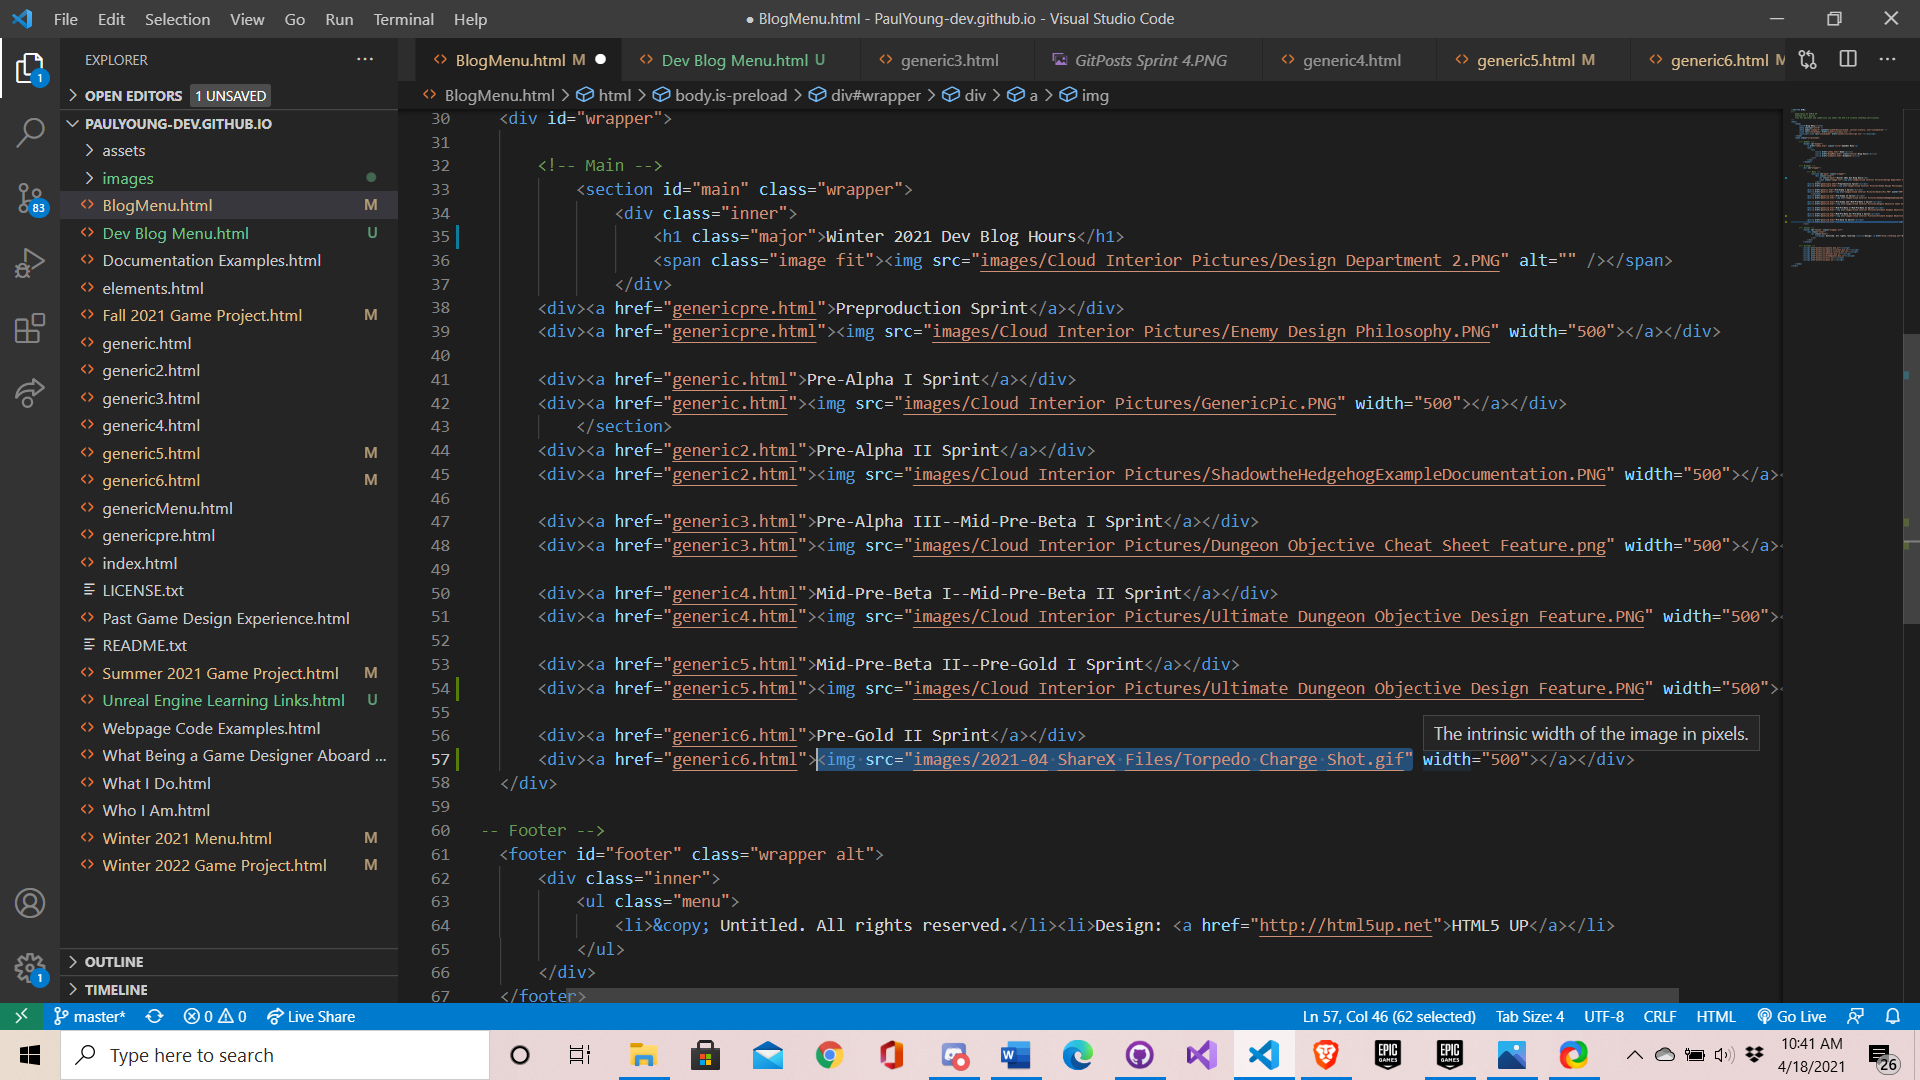 File Edit Selection View Go Run Terminal Help
● BlogMenu.html - PaulYoung-dev.github.io - Visual Studio Code
EXPLORER
BlogMenu.html M
Dev Blog Menu.html U
generic3.html
GitPosts Sprint 4.PNG
generic4.html
generic5.html M
generic6.html M
OPEN EDITORS 1 UNSAVED
PAULYOUNG-DEV.GITHUB.IO
assets
images
BlogMenu.html M
Dev Blog Menu.html U
Documentation Examples.html
elements.html
Fall 2021 Game Project.html M
generic.html
generic2.html
generic3.html
generic4.html
generic5.html M
generic6.html M
genericMenu.html
genericpre.html
index.html
LICENSE.txt
Past Game Design Experience.html
README.txt
Summer 2021 Game Project.html M
Unreal Engine Learning Links.html U
Webpage Code Examples.html
What Being a Game Designer Aboard ...
What I Do.html
Who I Am.html
Winter 2021 Menu.html M
Winter 2022 Game Project.html M
OUTLINE
TIMELINE
1
83
1
BlogMenu.html > html > body.is-preload > div#wrapper > div > a > img
30 <div id="wrapper">
31
32 <!-- Main -->
33 <section id="main" class="wrapper">
34 <div class="inner">
35 <h1 class="major">Winter 2021 Dev Blog Hours</h1>
36 <span class="image fit"><img src="images/Cloud Interior Pictures/Design Department 2.PNG" alt="" /></span>
37 </div>
38 <div><a href="genericpre.html">Preproduction Sprint</a></div>
39 <div><a href="genericpre.html"><img src="images/Cloud Interior Pictures/Enemy Design Philosophy.PNG" width="500"></a></div>
40
41 <div><a href="generic.html">Pre-Alpha I Sprint</a></div>
42 <div><a href="generic.html"><img src="images/Cloud Interior Pictures/GenericPic.PNG" width="500"></a></div>
43 </section>
44 <div><a href="generic2.html">Pre-Alpha II Sprint</a></div>
45 <div><a href="generic2.html"><img src="images/Cloud Interior Pictures/ShadowtheHedgehogExampleDocumentation.PNG" width="500"></a>
46
47 <div><a href="generic3.html">Pre-Alpha III--Mid-Pre-Beta I Sprint</a></div>
48 <div><a href="generic3.html"><img src="images/Cloud Interior Pictures/Dungeon Objective Cheat Sheet Feature.png" width="500"></a>
49
50 <div><a href="generic4.html">Mid-Pre-Beta I--Mid-Pre-Beta II Sprint</a></div>
51 <div><a href="generic4.html"><img src="images/Cloud Interior Pictures/Ultimate Dungeon Objective Design Feature.PNG" width="500">
52
53 <div><a href="generic5.html">Mid-Pre-Beta II--Pre-Gold I Sprint</a></div>
54 <div><a href="generic5.html"><img src="images/Cloud Interior Pictures/Ultimate Dungeon Objective Design Feature.PNG" width="500">
55
56 <div><a href="generic6.html">Pre-Gold II Sprint</a></div>
The intrinsic width of the image in pixels.
57 <div><a href="generic6.html"><img src="images/2021-04 ShareX Files/Torpedo Charge Shot.gif" width="500"></a></div>
58 </div>
59
60 -- Footer -->
61 <footer id="footer" class="wrapper alt">
62 <div class="inner">
63 <ul class="menu">
64 <li>&copy; Untitled. All rights reserved.</li><li>Design: <a href="http://html5up.net">HTML5 UP</a></li>
65 </ul>
66 </div>
67 </footer>
master* 0 0 Live Share
Ln 57, Col 46 (62 selected) Tab Size: 4 UTF-8 CRLF HTML Go Live
Type here to search
EPIC GAMES
EPIC GAMES
10:41 AM
4/18/2021
26